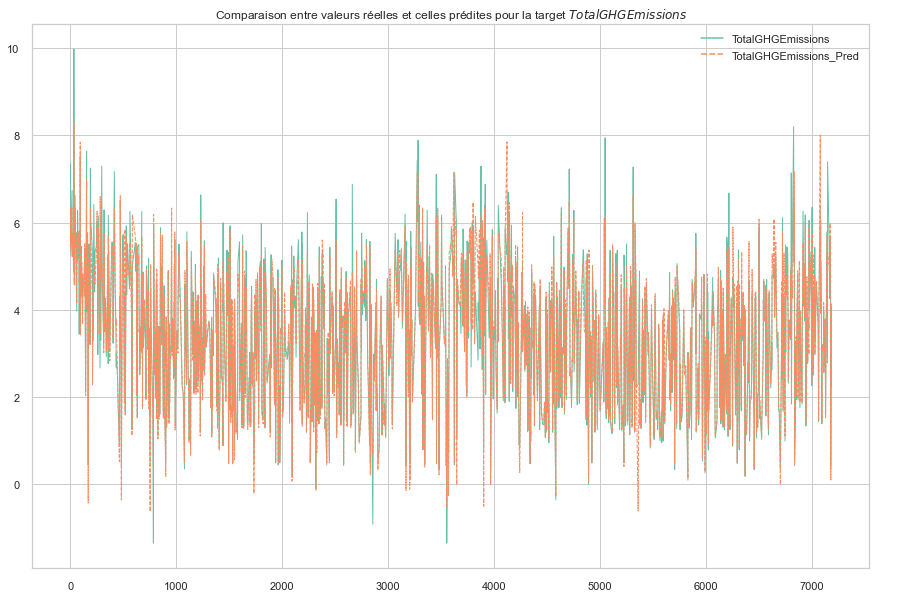 Comparaison entre valeurs réelles et celles prédites pour la target TotalGHGEmissions
TotalGHGEmissions
TotalGHGEmissions_Pred
10
8
6
4
2
0
0 1000 2000 3000 4000 5000 6000 7000